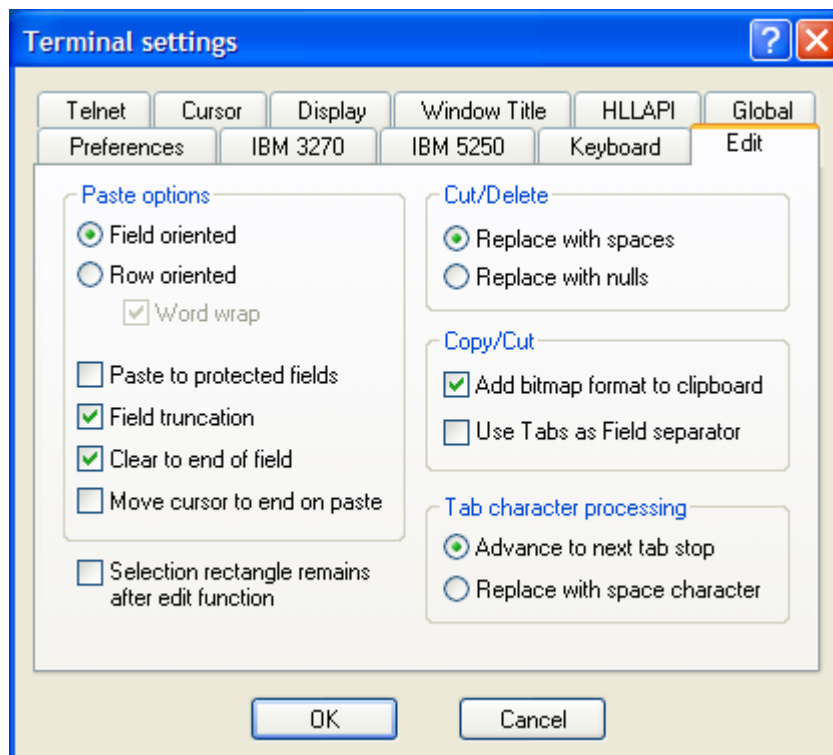 Terminal settings
Telnet
Cursor
Display
Window Title
HLLAPI
Global
Preferences
IBM 3270
IBM 5250
Keyboard
Edit
Paste options
Field oriented
Row oriented
Word wrap
Paste to protected fields
Field truncation
Clear to end of field
Move cursor to end on paste
Selection rectangle remains
after edit function
Cut/Delete
Replace with spaces
Replace with nulls
Copy/Cut
Add bitmap format to clipboard
Use Tabs as Field separator
Tab character processing
Advance to next tab stop
Replace with space character
OK
Cancel